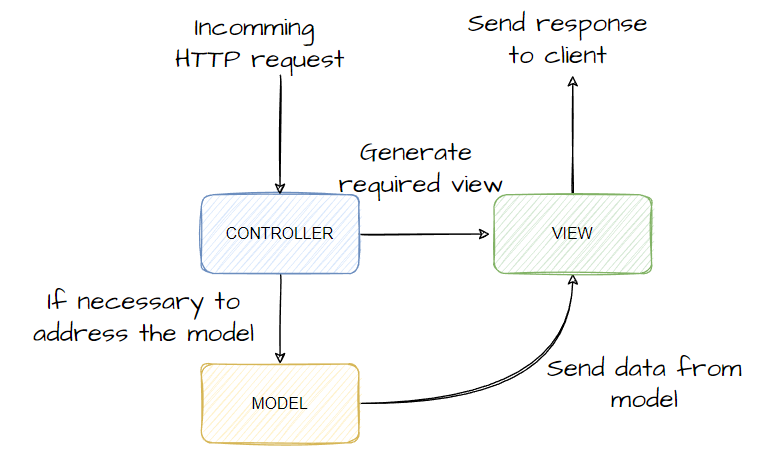 Incomming
HTTP request
Send response
to client
Generate
required view
CONTROLLER
VIEW
If necessary to
address the model
Send data from
model
MODEL